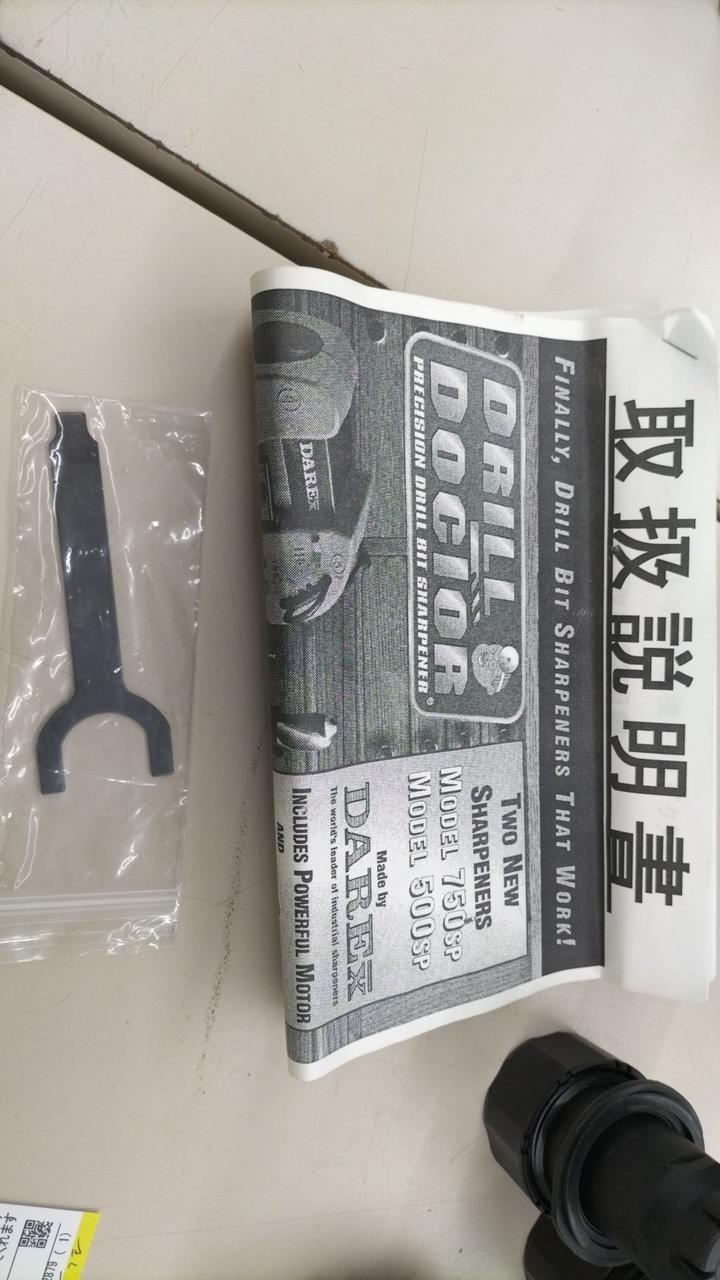 取扱説明書
FINALLY, DRILL BIT SHARPENERS THAT WORK!
DRILL
DOCTOR
PRECISION DRILL BIT SHARPENER®
DAREX
TWO NEW
SHARPENERS
MODEL 750SP
MODEL 500SP
Made by
DAREX
The world's leader of industrial sharpeners
INCLUDES POWERFUL MOTOR
AND